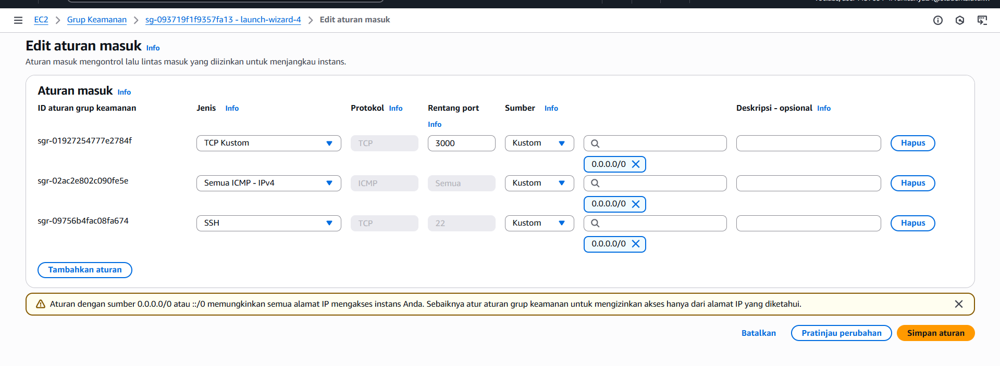 EC2 > Grup Keamanan > sg-093719f1f9357fa13 - launch-wizard-4 > Edit aturan masuk
Edit aturan masuk Info
Aturan masuk mengontrol lalu lintas masuk yang diizinkan untuk menjangkau instans.
Aturan masuk Info
ID aturan grup keamanan Jenis Info Protokol Info Rentang port Info Sumber Info Deskripsi - opsional Info
sgr-01927254777e2784f TCP Kustom TCP 3000 Kustom Hapus
0.0.0.0/0
sgr-02ac2e802c090fe5e Semua ICMP - IPv4 ICMP Semua Kustom Hapus
0.0.0.0/0
sgr-09756b4fac08fa674 SSH TCP 22 Kustom Hapus
0.0.0.0/0
Tambahkan aturan
Aturan dengan sumber 0.0.0.0/0 atau ::/0 memungkinkan semua alamat IP mengakses instans Anda. Sebaiknya atur aturan grup keamanan untuk mengizinkan akses hanya dari alamat IP yang diketahui.
Batalkan Pratinjau perubahan Simpan aturan